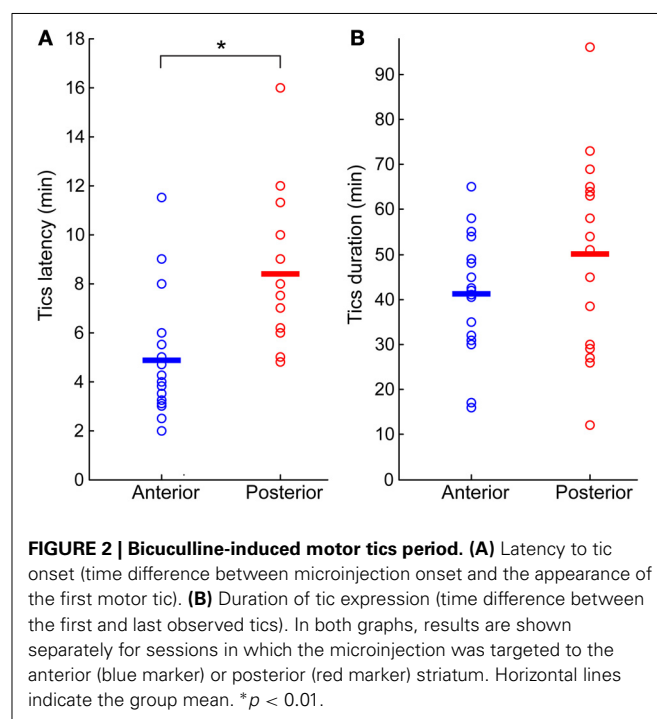 A
B
*
18
16
14
12
10
8
6
4
2
0
Tics latency (min)
Anterior
Posterior
90
80
70
60
50
40
30
20
10
0
Tics duration (min)
Anterior
Posterior
FIGURE 2 | Bicuculline-induced motor tics period. (A) Latency to tic
onset (time difference between microinjection onset and the appearance of
the first motor tic). (B) Duration of tic expression (time difference between
the first and last observed tics). In both graphs, results are shown
separately for sessions in which the microinjection was targeted to the
anterior (blue marker) or posterior (red marker) striatum. Horizontal lines
indicate the group mean. *p < 0.01.